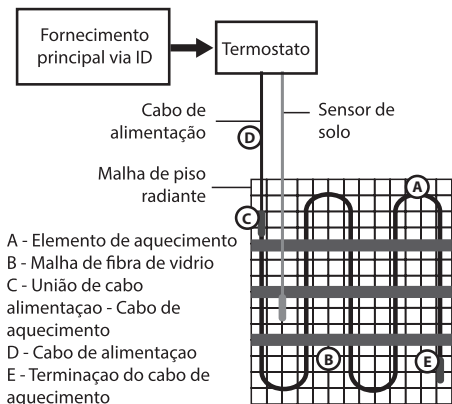 Fornecimento
principal via ID
Termostato
Cabo de
alimentação
D
Sensor de
solo
Malha de piso
radiante
A
C
A - Elemento de aquecimento
B - Malha de fibra de vidrio
C - União de cabo
alimentaçao - Cabo de
aquecimento
D - Cabo de alimentaçao
E - Terminaçao do cabo de
aquecimento
B
E